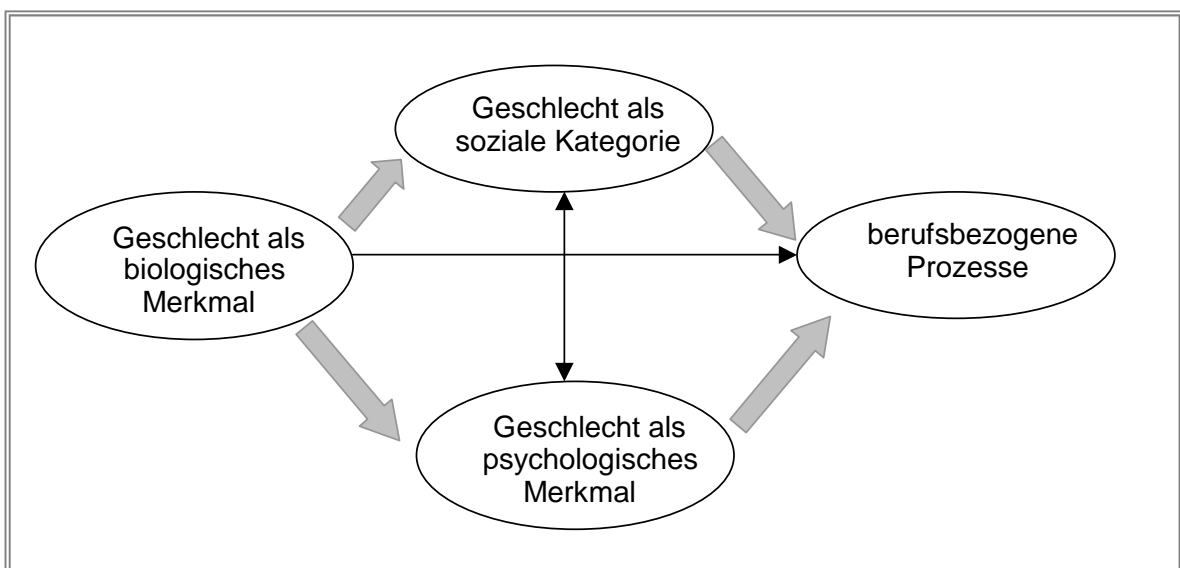 Geschlecht als
soziale Kategorie
Geschlecht als
biologisches
Merkmal
berufsbezogene
Prozesse
Geschlecht als
psychologisches
Merkmal